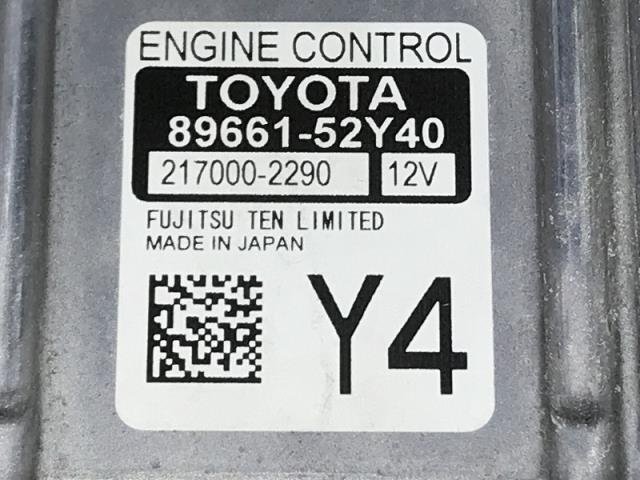 ENGINE CONTROL
TOYOTA
89661-52Y40
217000-2290 12V
FUJITSU TEN LIMITED
MADE IN JAPAN
Y4